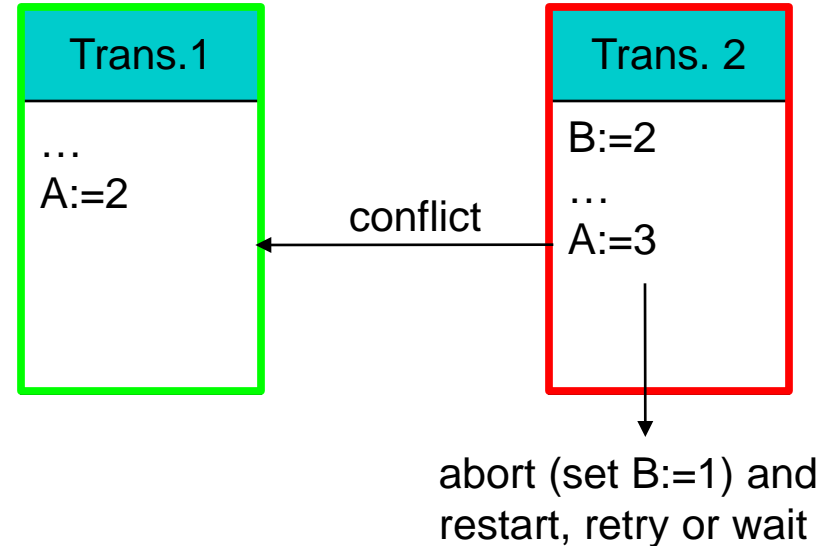 Trans.1
…
A:=2
conflict
Trans. 2
B:=2
…
A:=3
abort (set B:=1) and
restart, retry or wait